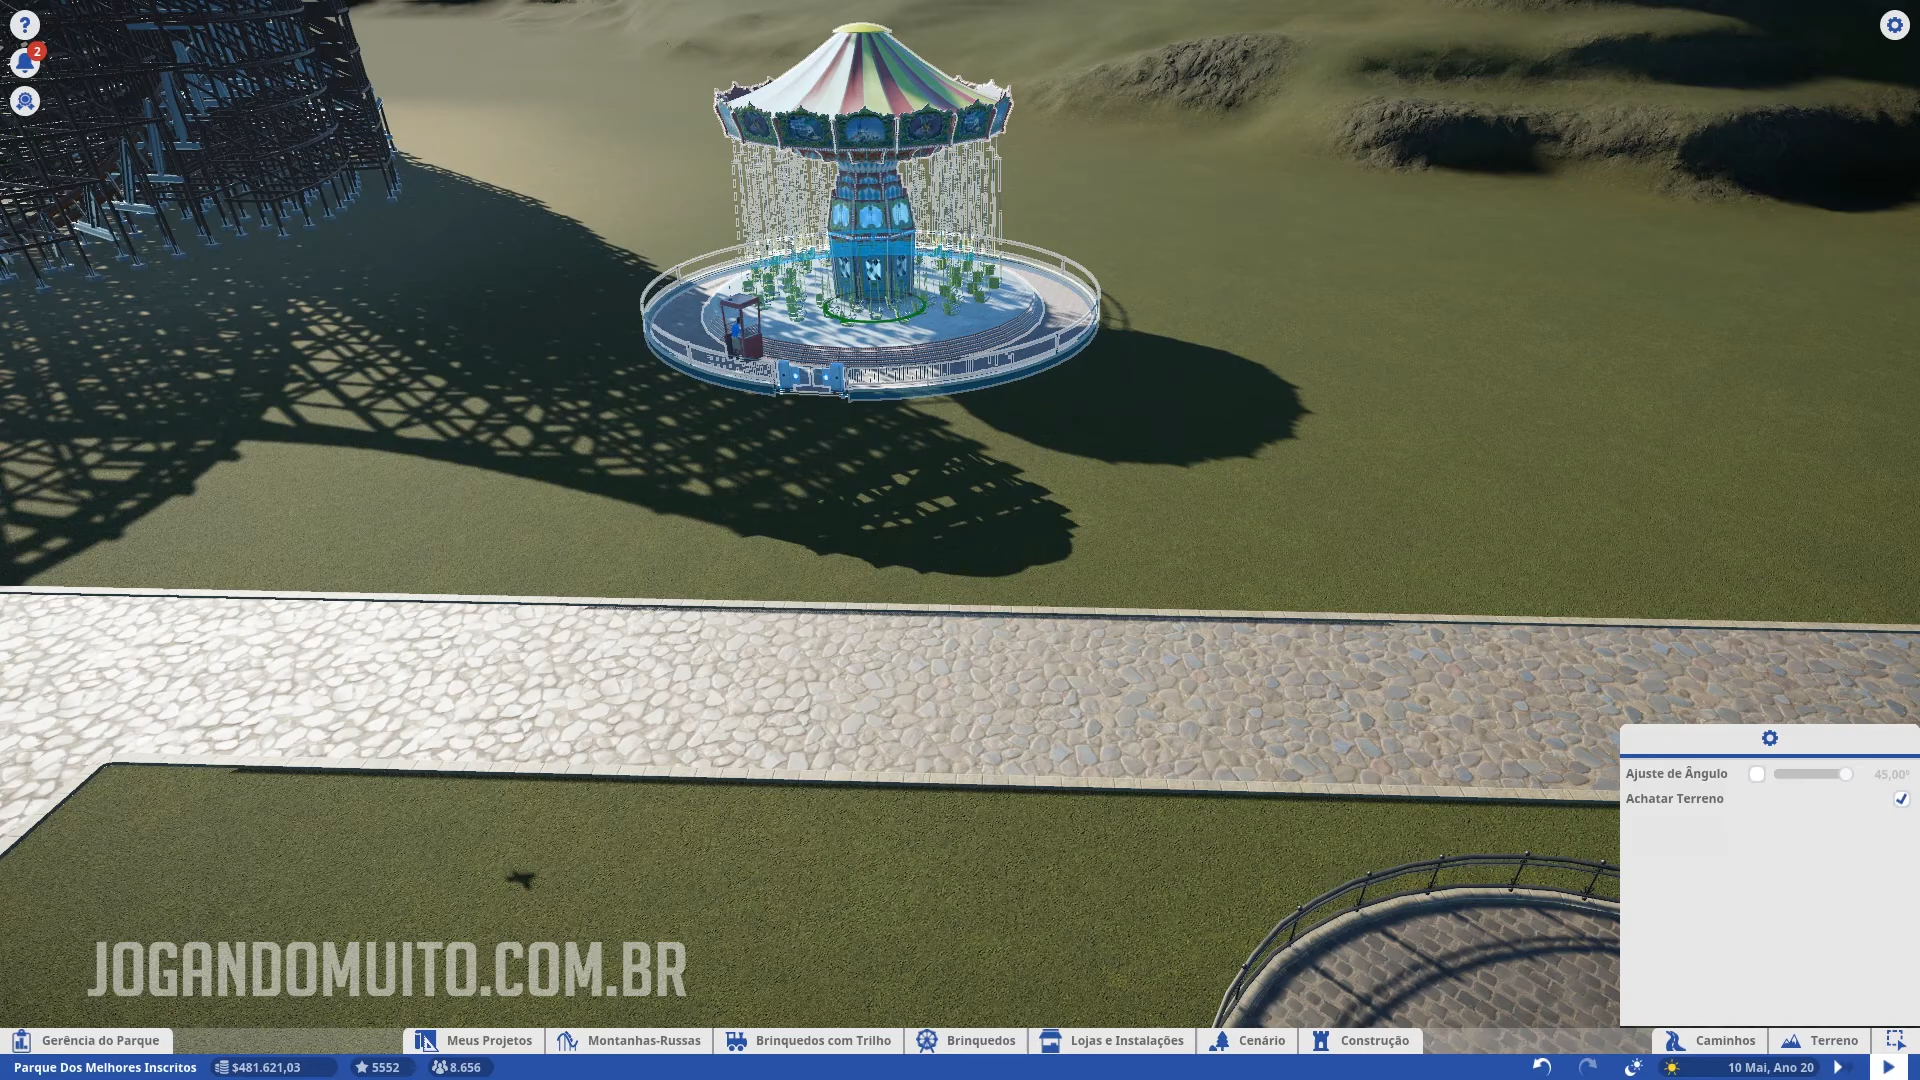 ?
2
Ajuste de Ângulo 45,00°
Achatar Terreno
JOGANDOMUITO.COM.BR
Gerência do Parque
Meus Projetos
Montanhas-Russas
Brinquedos com Trilho
Brinquedos
Lojas e Instalações
Cenário
Construção
Caminhos
Terreno
Parque Dos Melhores Inscritos
$481.621,03
5552
8.656
10 Mai, Ano 20